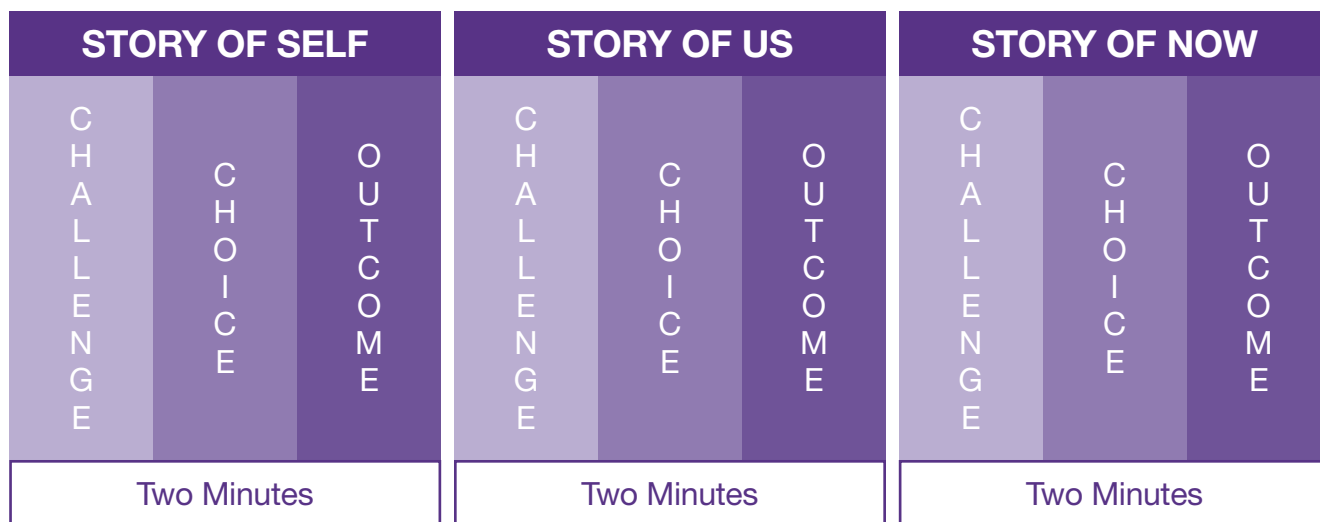 STORY OF SELF
CHALLENGE
CHOICE
OUTCOME
Two Minutes
STORY OF US
CHALLENGE
CHOICE
OUTCOME
Two Minutes
STORY OF NOW
CHALLENGE
CHOICE
OUTCOME
Two Minutes